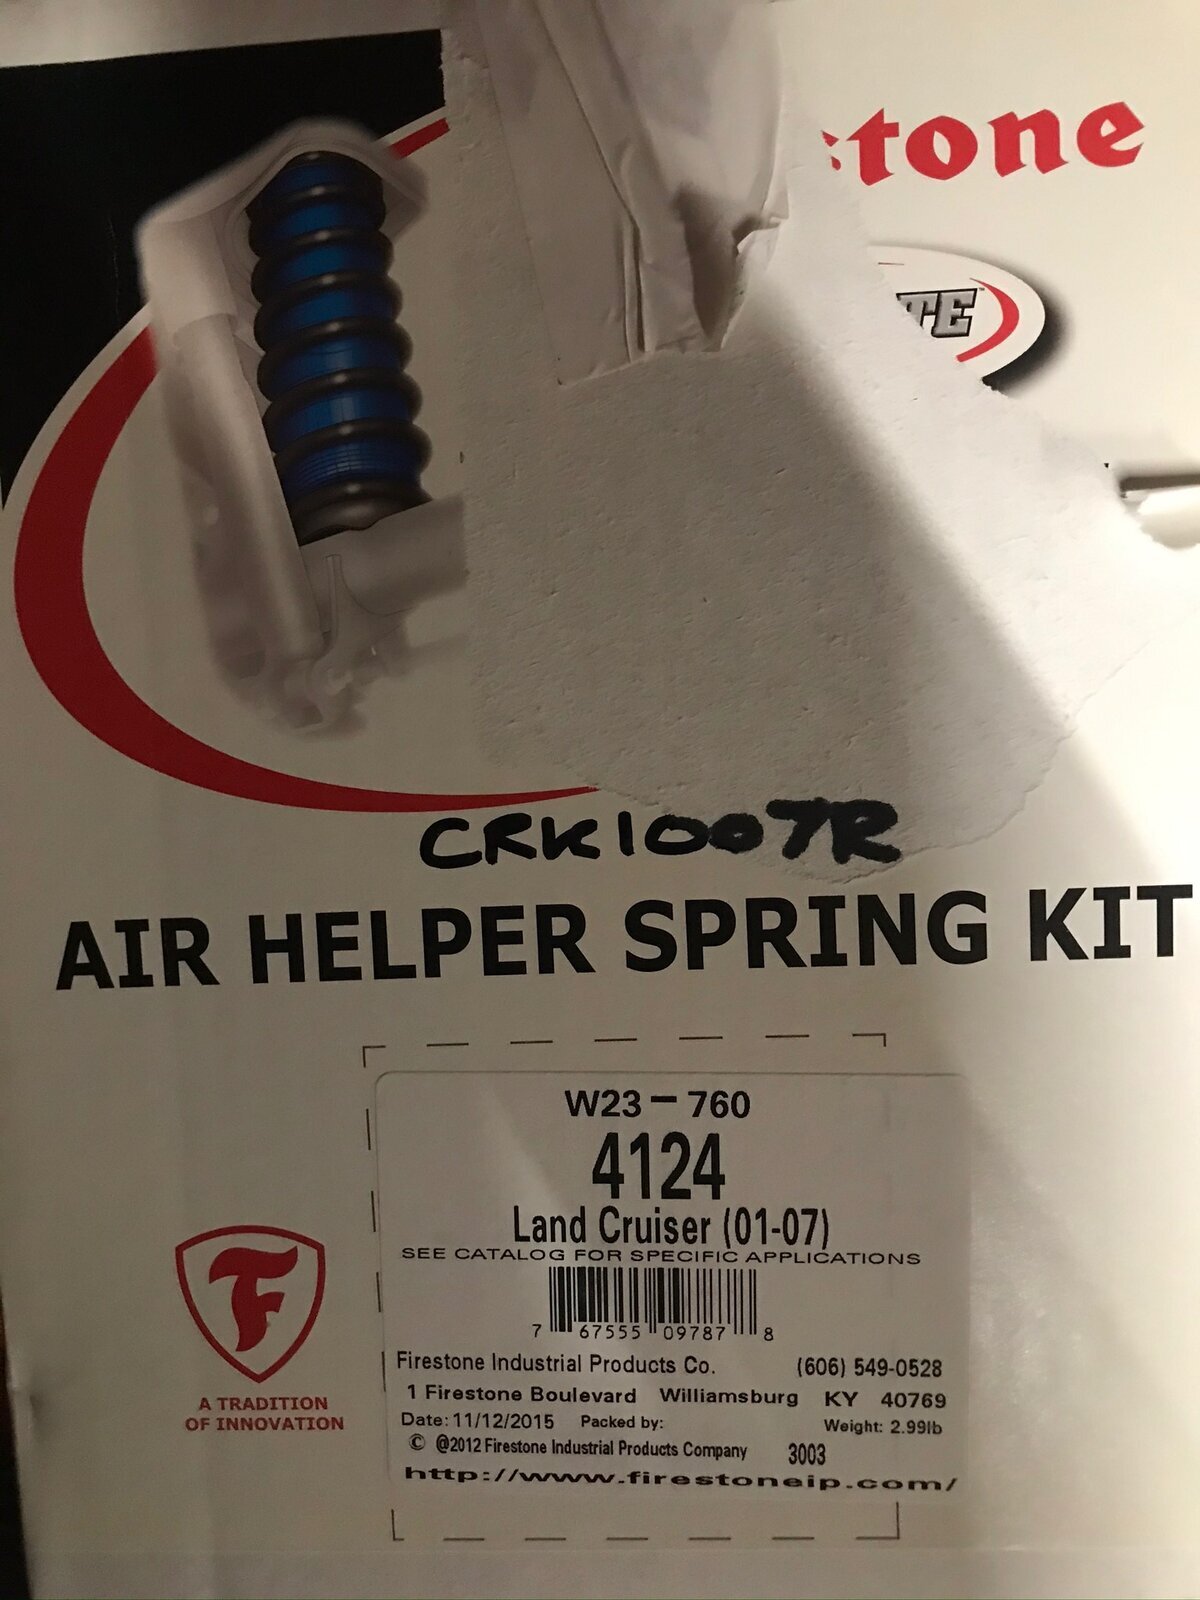 stone
TE
CRK1007R
AIR HELPER SPRING KIT
W23-760
4124
Land Cruiser (01-07)
SEE CATALOG FOR SPECIFIC APPLICATIONS
7 67555 09787 8
Firestone Industrial Products Co. (606) 549-0528
1 Firestone Boulevard Williamsburg KY 40769
Date: 11/12/2015 Packed by: Weight: 2.99lb
© @2012 Firestone Industrial Products Company 3003
http://www.firestoneip.com/
F
A TRADITION
OF INNOVATION